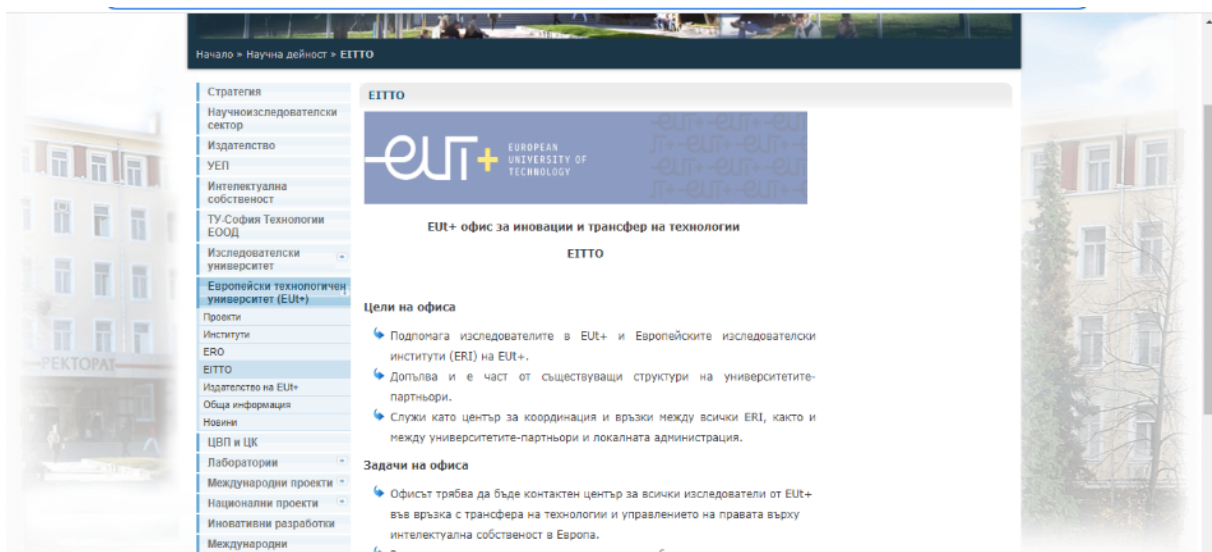 Начало » Научна дейност » EITTO
Стратегия
Научноизследователски
сектор
Издателство
УЕП
Интелектуална
собственост
ТУ-София Технологии
ЕООД
Изследователски
университет
Европейски технологичен
университет (EUt+)
Проекти
Институти
ERO
EITTO
Издателство на EUt+
Обща информация
Новини
ЦВП и ЦК
Лаборатории
Международни проекти
Национални проекти
Иновативни разработки
Международни
EITTO
EUT+
EUROPEAN
UNIVERSITY OF
TECHNOLOGY
EUt+ офис за иновации и трансфер на технологии
EITTO
Цели на офиса
Подпомага изследователите в EUt+ и Европейските изследователски
институти (ERI) на EUt+.
Допълва и е част от съществуващи структури на университетите-
партньори.
Служи като център за координация и връзки между всички ERI, както и
между университетите-партньори и локалната администрация.
Задачи на офиса
Офисът трябва да бъде контактен център за всички изследователи от EUt+
във връзка с трансфера на технологии и управлението на правата върху
интелектуална собственост в Европа.
РЕКТОРАТ